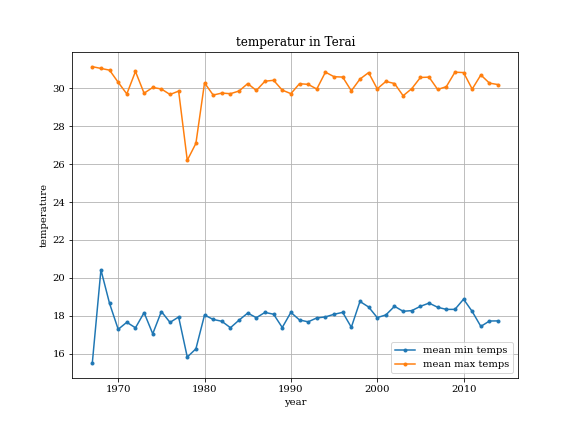 temperatur in Terai
temperature
30
28
26
24
22
20
18
16
1970 1980 1990 2000 2010
year
mean min temps
mean max temps